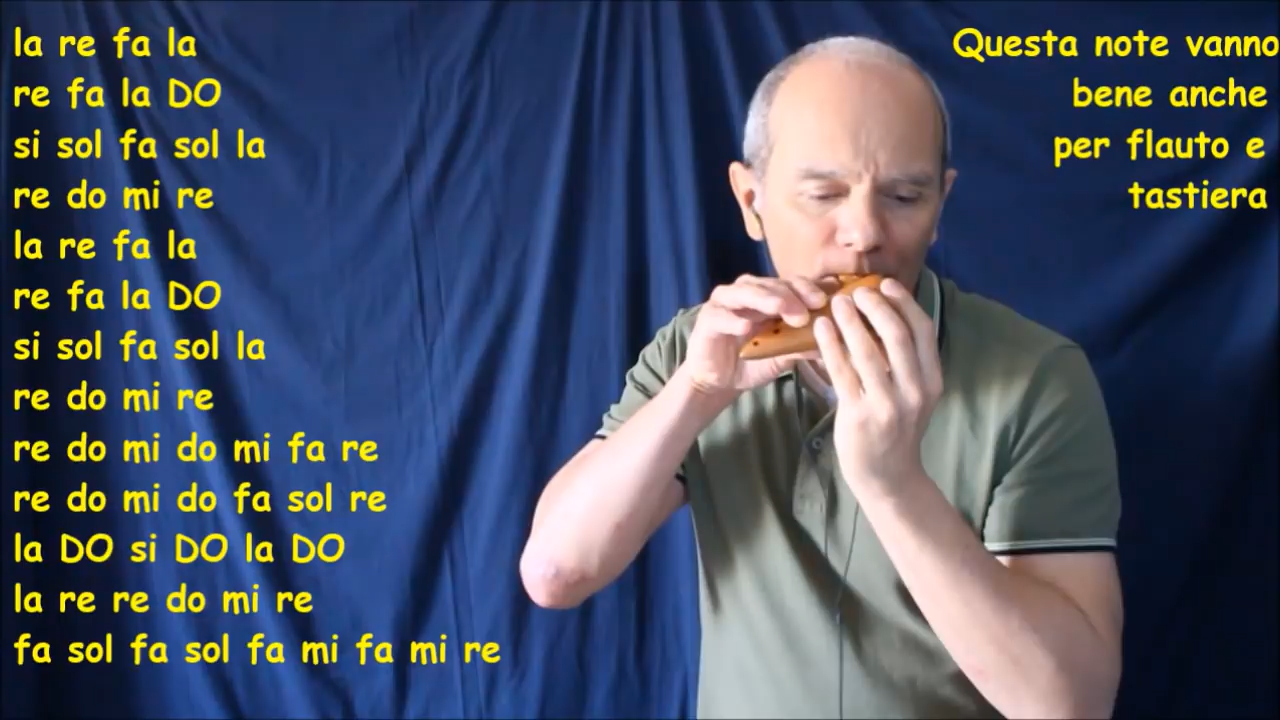 la re fa la
re fa la DO
si sol fa sol la
re do mi re
la re fa la
re fa la DO
si sol fa sol la
re do mi re
re do mi do mi fa re
re do mi do fa sol re
la DO si DO la DO
la re re do mi re
fa sol fa sol fa mi fa mi re
Questa note vanno
bene anche
per flauto e
tastiera